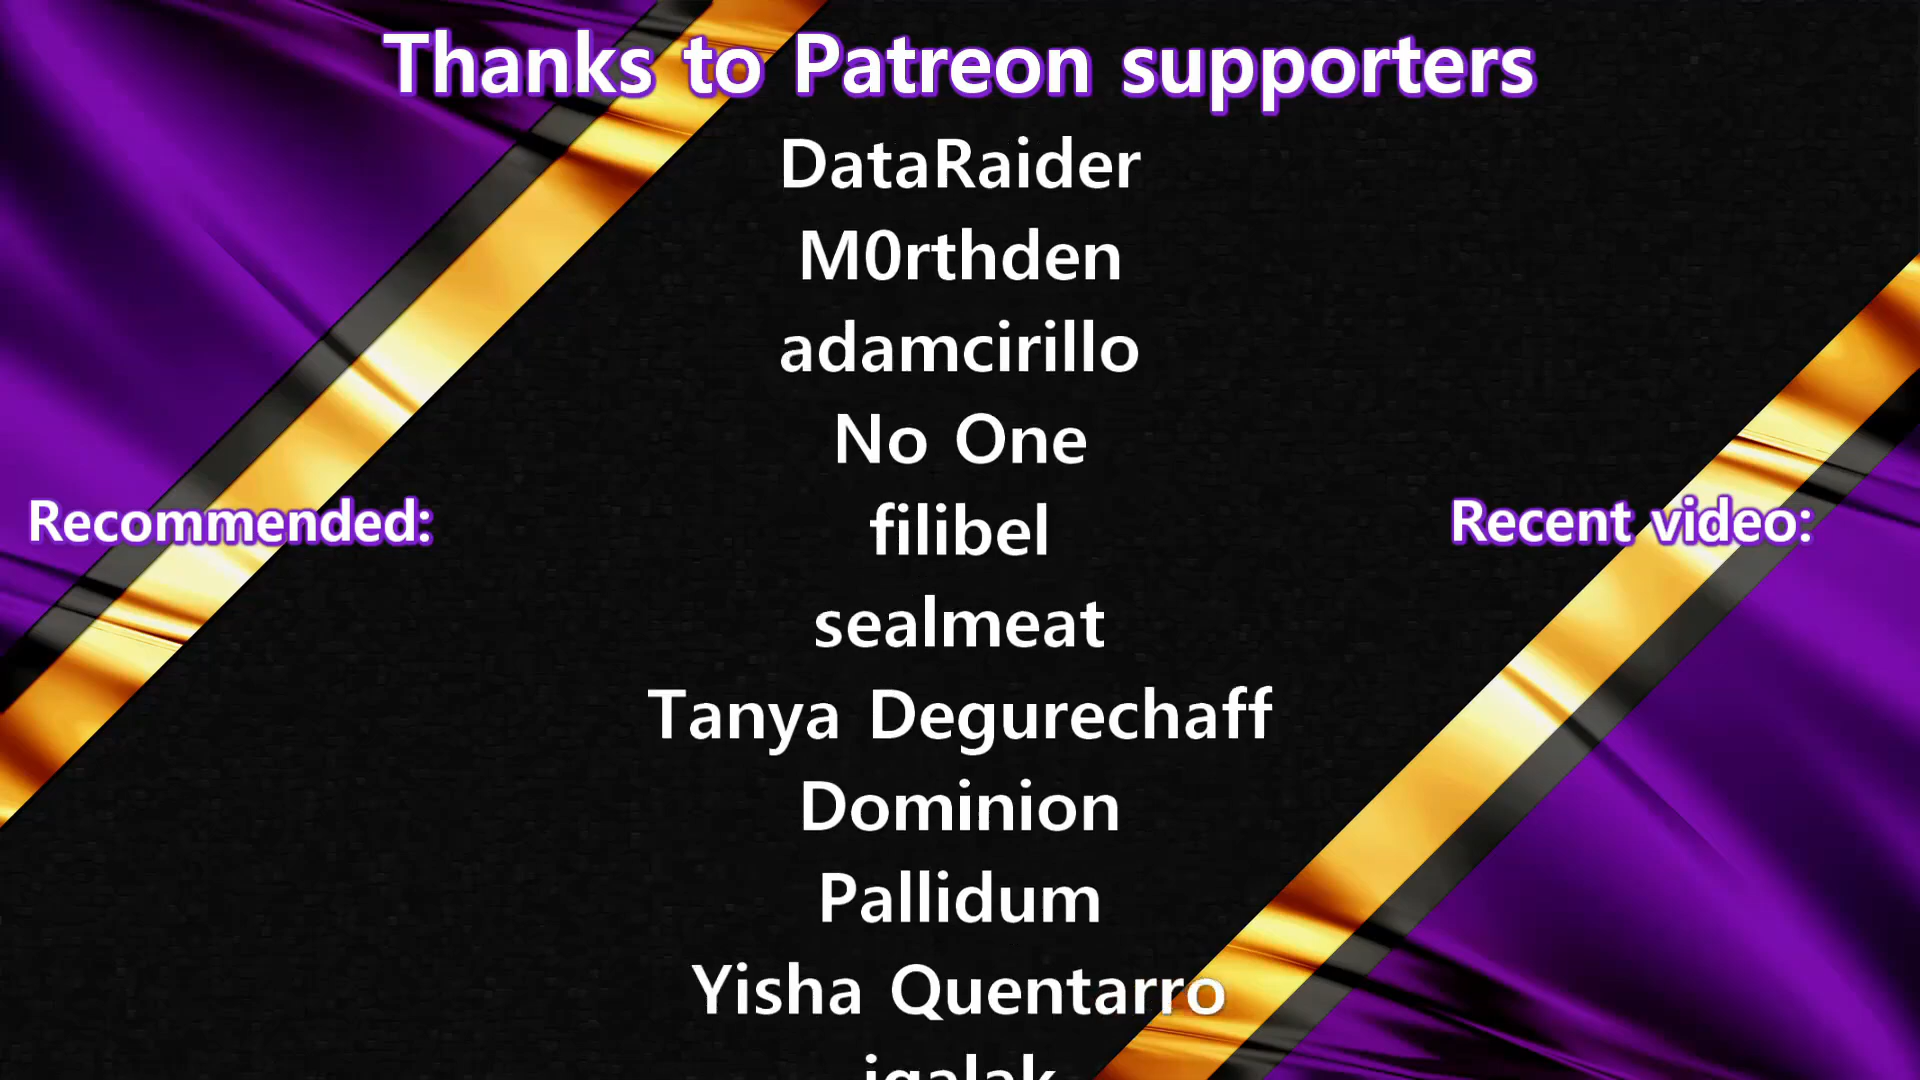 Thanks to Patreon supporters
DataRaider
M0rthden
adamcirillo
No One
filibel
Recommended:
Recent video:
sealmeat
Tanya Degurechaff
Dominion
Pallidum
Yisha Quentarro